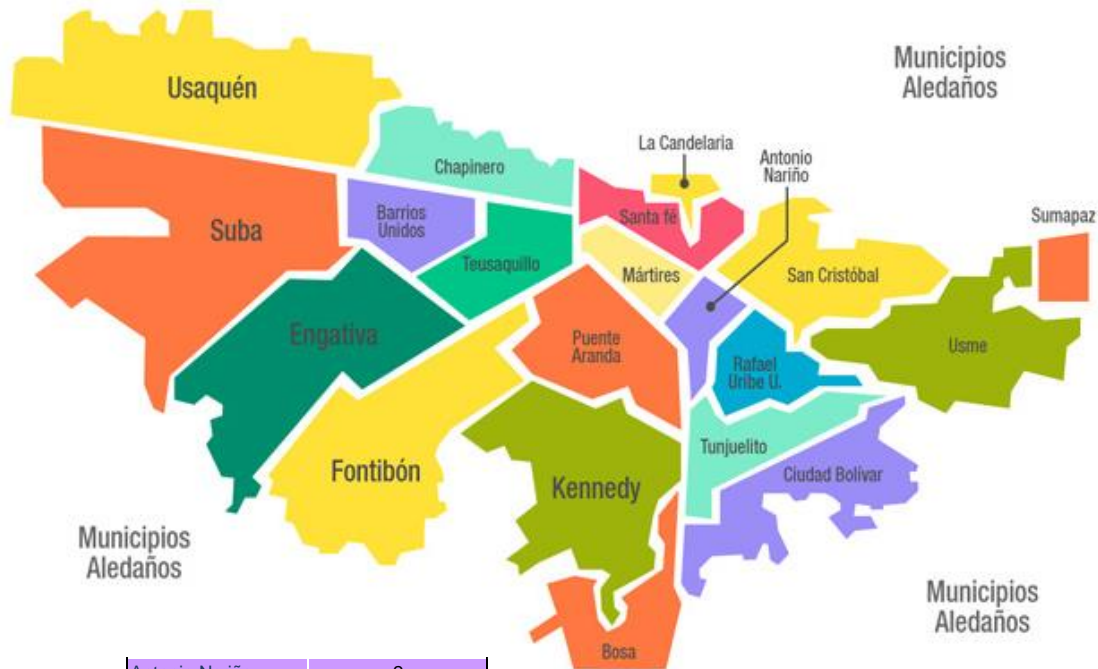 Usaquén
Municipios
Aledaños
La Candelaria
Antonio
Nariño
Chapinero
Santa fé
Sumapaz
Barrios
Unidos
Suba
Teusaquillo
Mártires
San Cristóbal
Engativa
Puente
Aranda
Usme
Rafael
Uribe U.
Tunjuelito
Fontibón
Kennedy
Ciudad Bolívar
Municipios
Aledaños
Municipios
Aledaños
Bosa